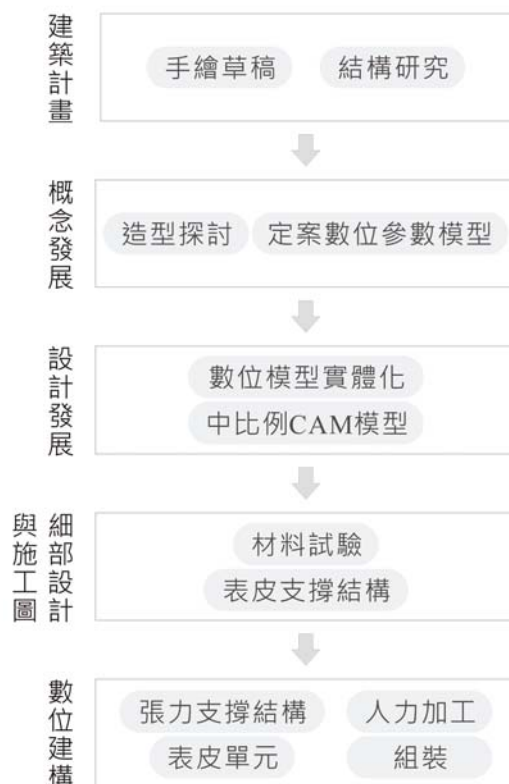 建築計畫
手繪草稿 結構研究
概念發展
造型探討 定案數位參數模型
設計發展
數位模型實體化
中比例CAM模型
細部設計
與施工圖
材料試驗
表皮支撐結構
數位建構
張力支撐結構 人力加工
表皮單元 組裝